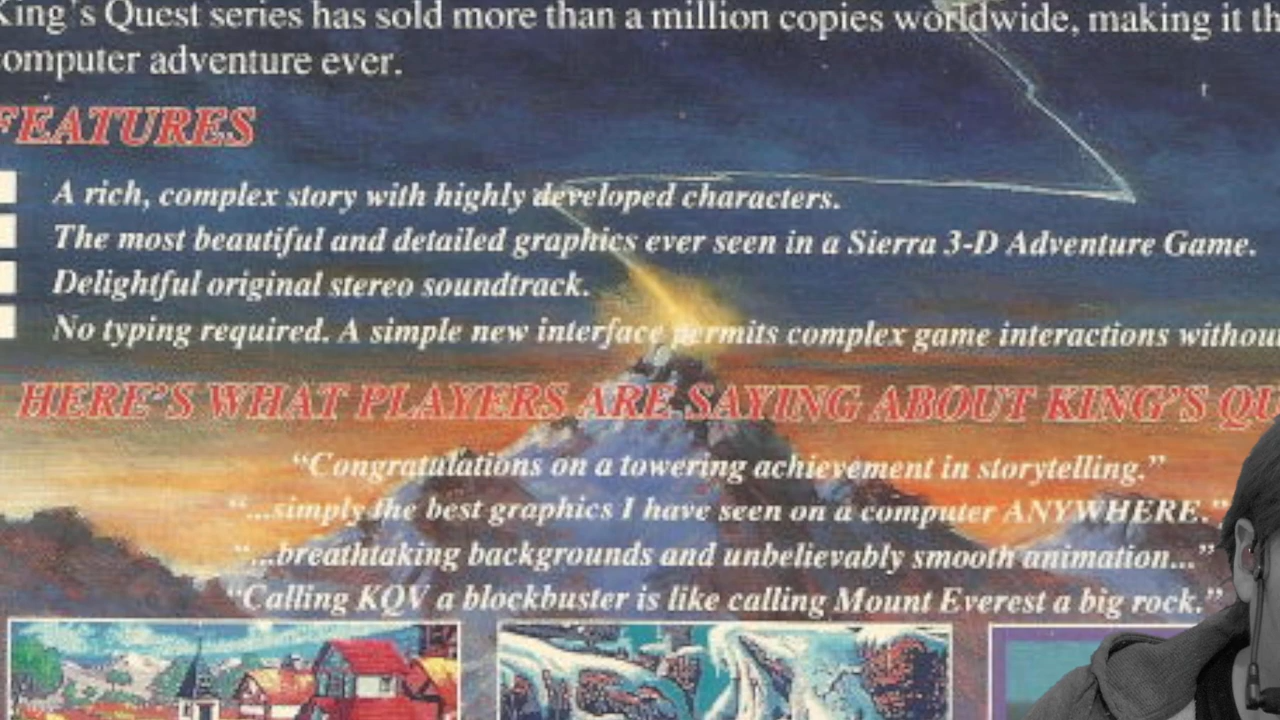 King's Quest series has sold more than a million copies worldwide, making it th
computer adventure ever.
FEATURES
A rich, complex story with highly developed characters.
The most beautiful and detailed graphics ever seen in a Sierra 3-D Adventure Game.
Delightful original stereo soundtrack.
No typing required. A simple new interface permits complex game interactions without
HERE'S WHAT PLAYERS ARE SAYING ABOUT KING'S QU
"Congratulations on a towering achievement in storytelling."
"...simply the best graphics I have seen on a computer ANYWHERE."
"...breathtaking backgrounds and unbelievably smooth animation..."
"Calling KQV a blockbuster is like calling Mount Everest a big rock."